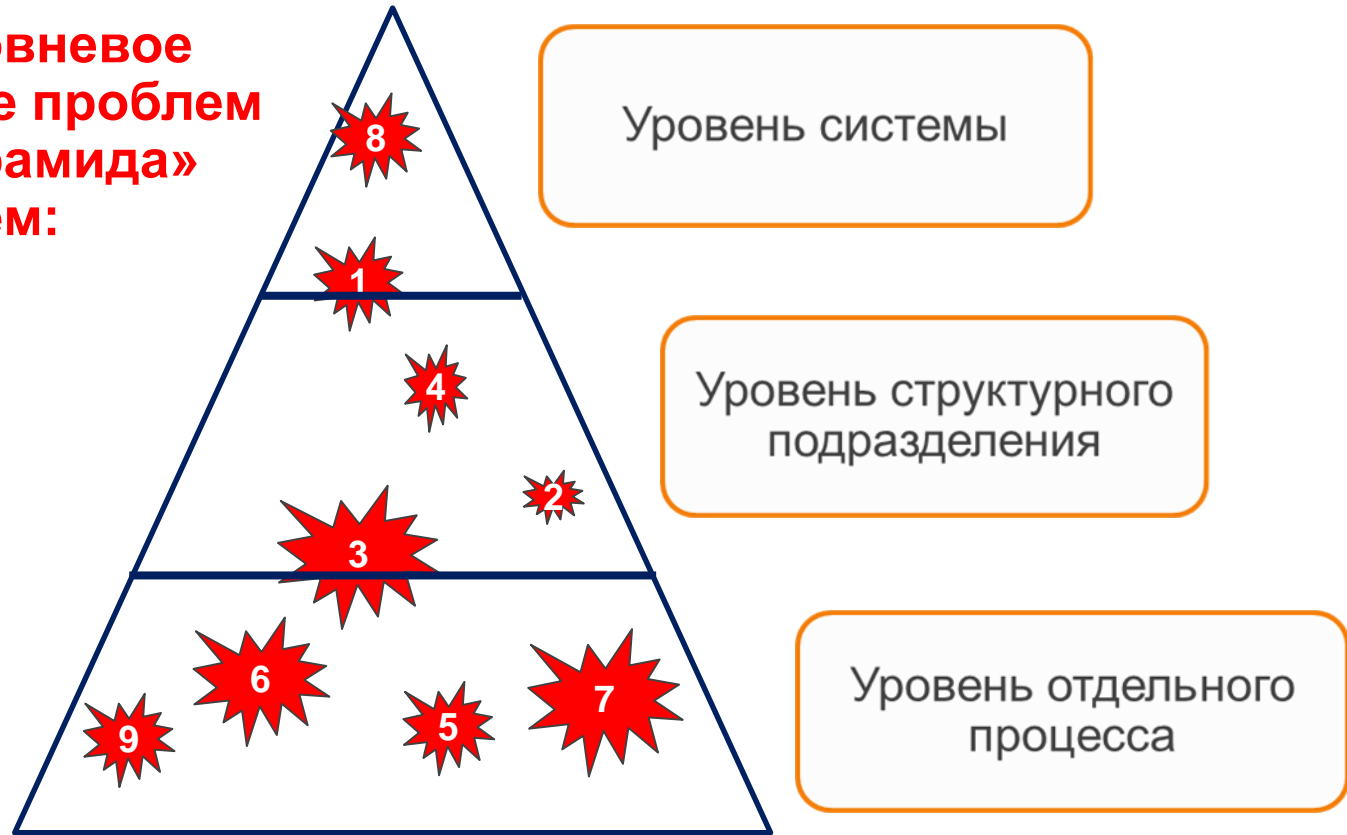 овневое
е проблем
рамида»
ем:
Уровень системы
8
1
Уровень структурного
подразделения
4
2
3
Уровень отдельного
процесса
6
7
5
9